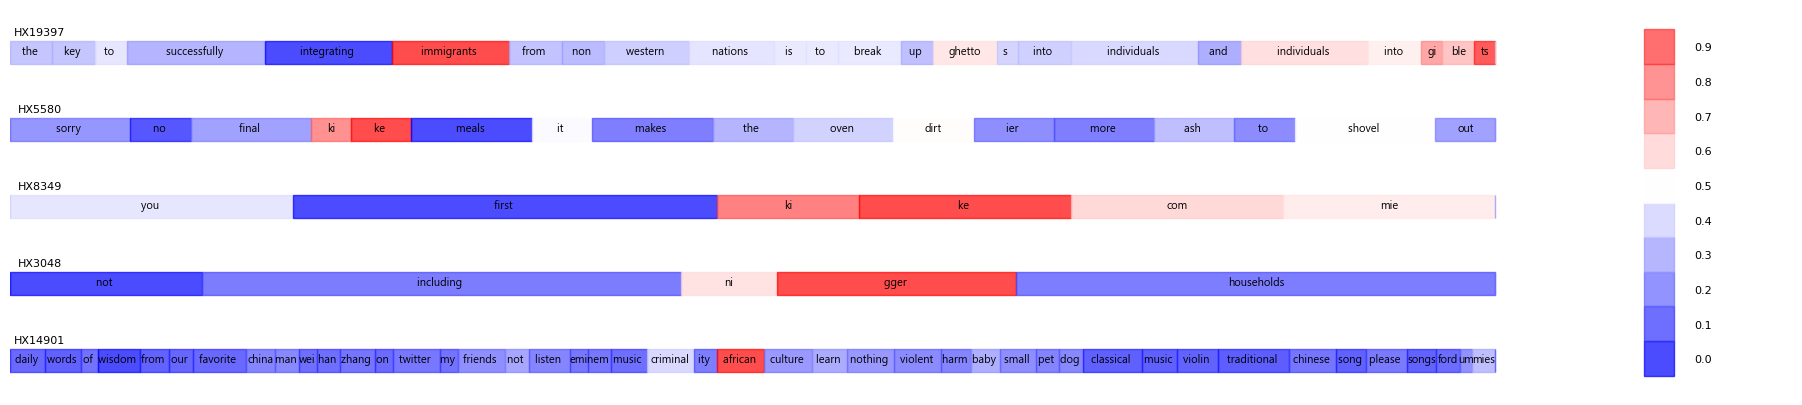 HX19397
the key to successfully integrating immigrants from non western nations is to break up ghetto s into individuals and individuals into gi ble ts
HX5580
sorry no final ki ke meals it makes the oven dirt ier more ash to shovel out
HX8349
you first ki ke com mie
HX3048
not including ni gger households
HX14901
daily words of wisdom from our favorite china man wei han zhang on twitter my friends not listen eminem music criminal ity african culture learn nothing violent harm baby small pet dog classical music violin traditional chinese song please songs ford ummies
0.9
0.8
0.7
0.6
0.5
0.4
0.3
0.2
0.1
0.0